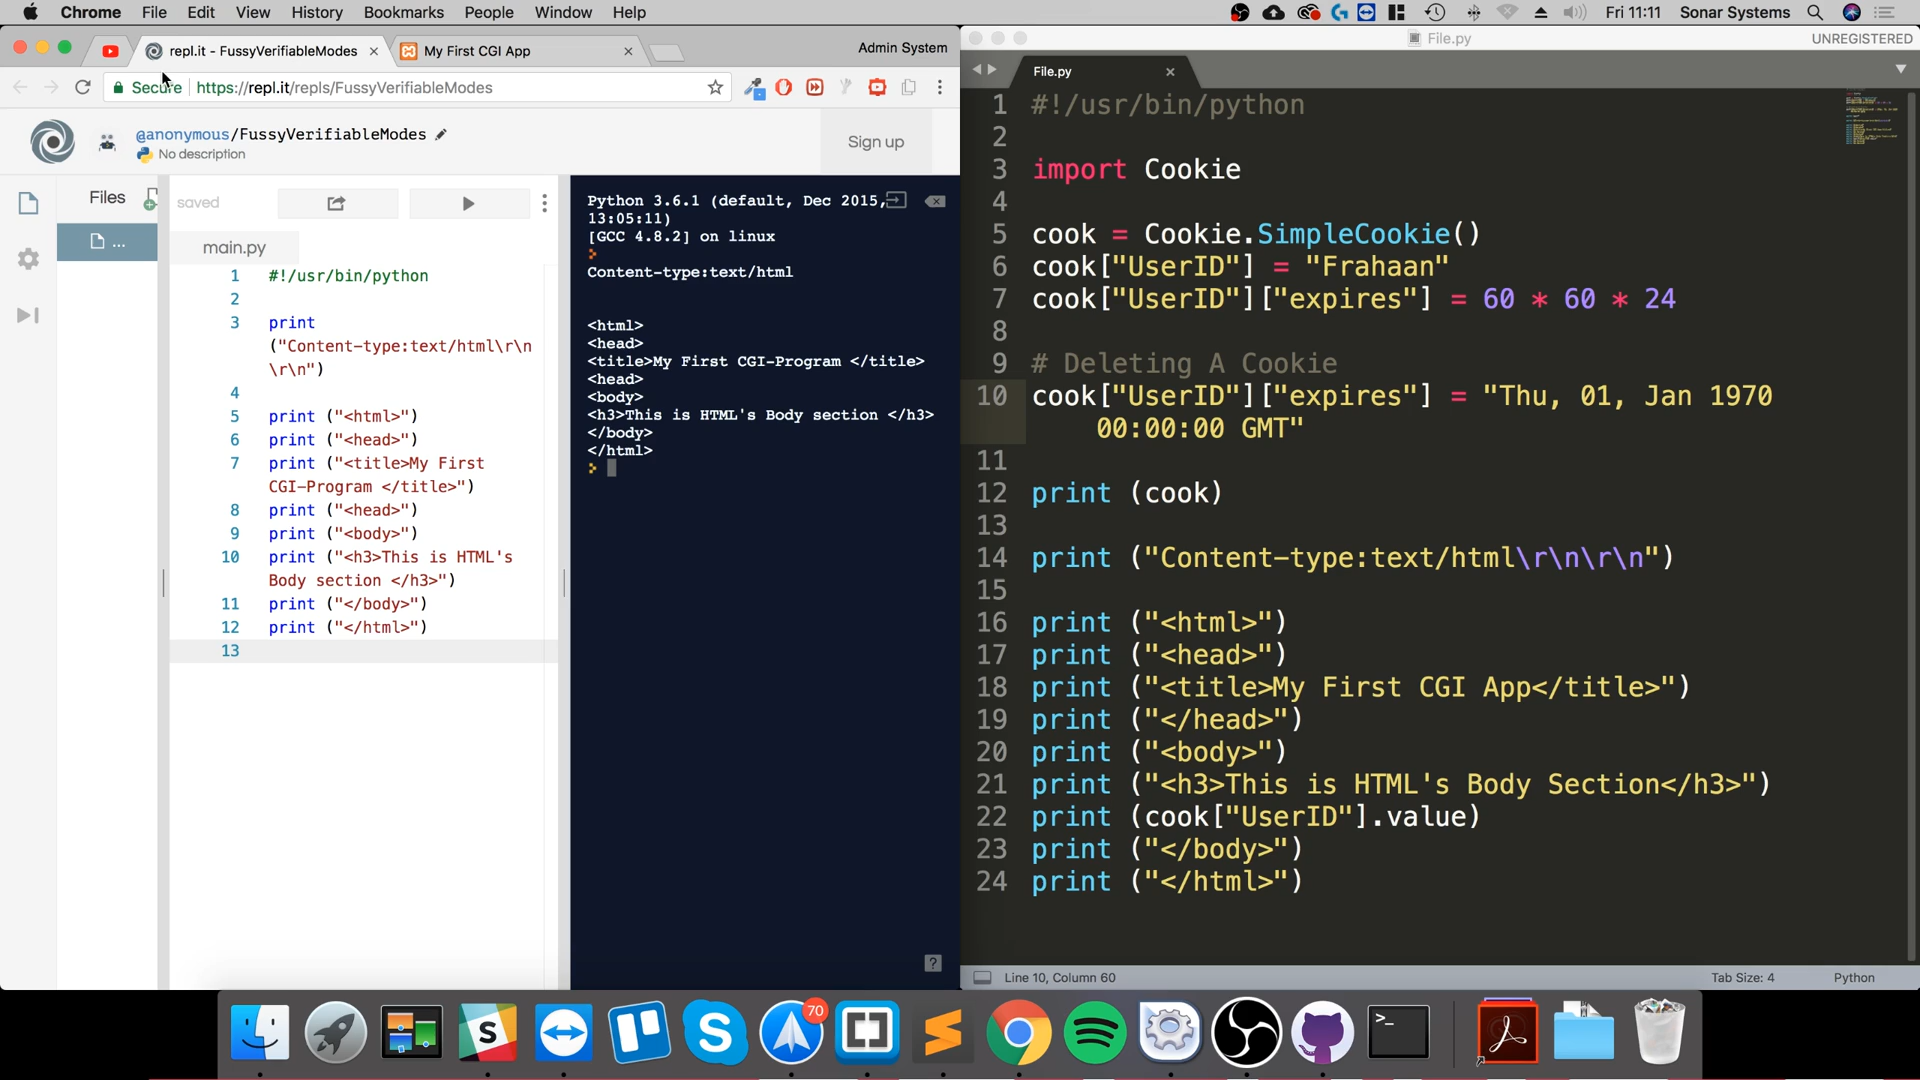 Chrome File Edit View History Bookmarks People Window Help
Fri 11:11 Sonar Systems
repl.it - FussyVerifiableModes
My First CGI App
Admin System
Secure https://repl.it/repls/FussyVerifiableModes
@anonymous/FussyVerifiableModes
No description
Sign up
Files
...
saved
main.py
1 #!/usr/bin/python
2
3 print
("Content-type:text/html\r\n
\r\n")
4
5 print ("<html>")
6 print ("<head>")
7 print ("<title>My First
CGI-Program </title>")
8 print ("<head>")
9 print ("<body>")
10 print ("<h3>This is HTML's
Body section </h3>")
11 print ("</body>")
12 print ("</html>")
13
Python 3.6.1 (default, Dec 2015,
13:05:11)
[GCC 4.8.2] on linux
Content-type:text/html
<html>
<head>
<title>My First CGI-Program </title>
<head>
<body>
<h3>This is HTML's Body section </h3>
</body>
</html>
?
File.py
UNREGISTERED
File.py
1 #!/usr/bin/python
2
3 import Cookie
4
5 cook = Cookie.SimpleCookie()
6 cook["UserID"] = "Frahaan"
7 cook["UserID"]["expires"] = 60 * 60 * 24
8
9 # Deleting A Cookie
10 cook["UserID"]["expires"] = "Thu, 01, Jan 1970
00:00:00 GMT"
11
12 print (cook)
13
14 print ("Content-type:text/html\r\n\r\n")
15
16 print ("<html>")
17 print ("<head>")
18 print ("<title>My First CGI App</title>")
19 print ("</head>")
20 print ("<body>")
21 print ("<h3>This is HTML's Body Section</h3>")
22 print (cook["UserID"].value)
23 print ("</body>")
24 print ("</html>")
Line 10, Column 60
Tab Size: 4
Python
70